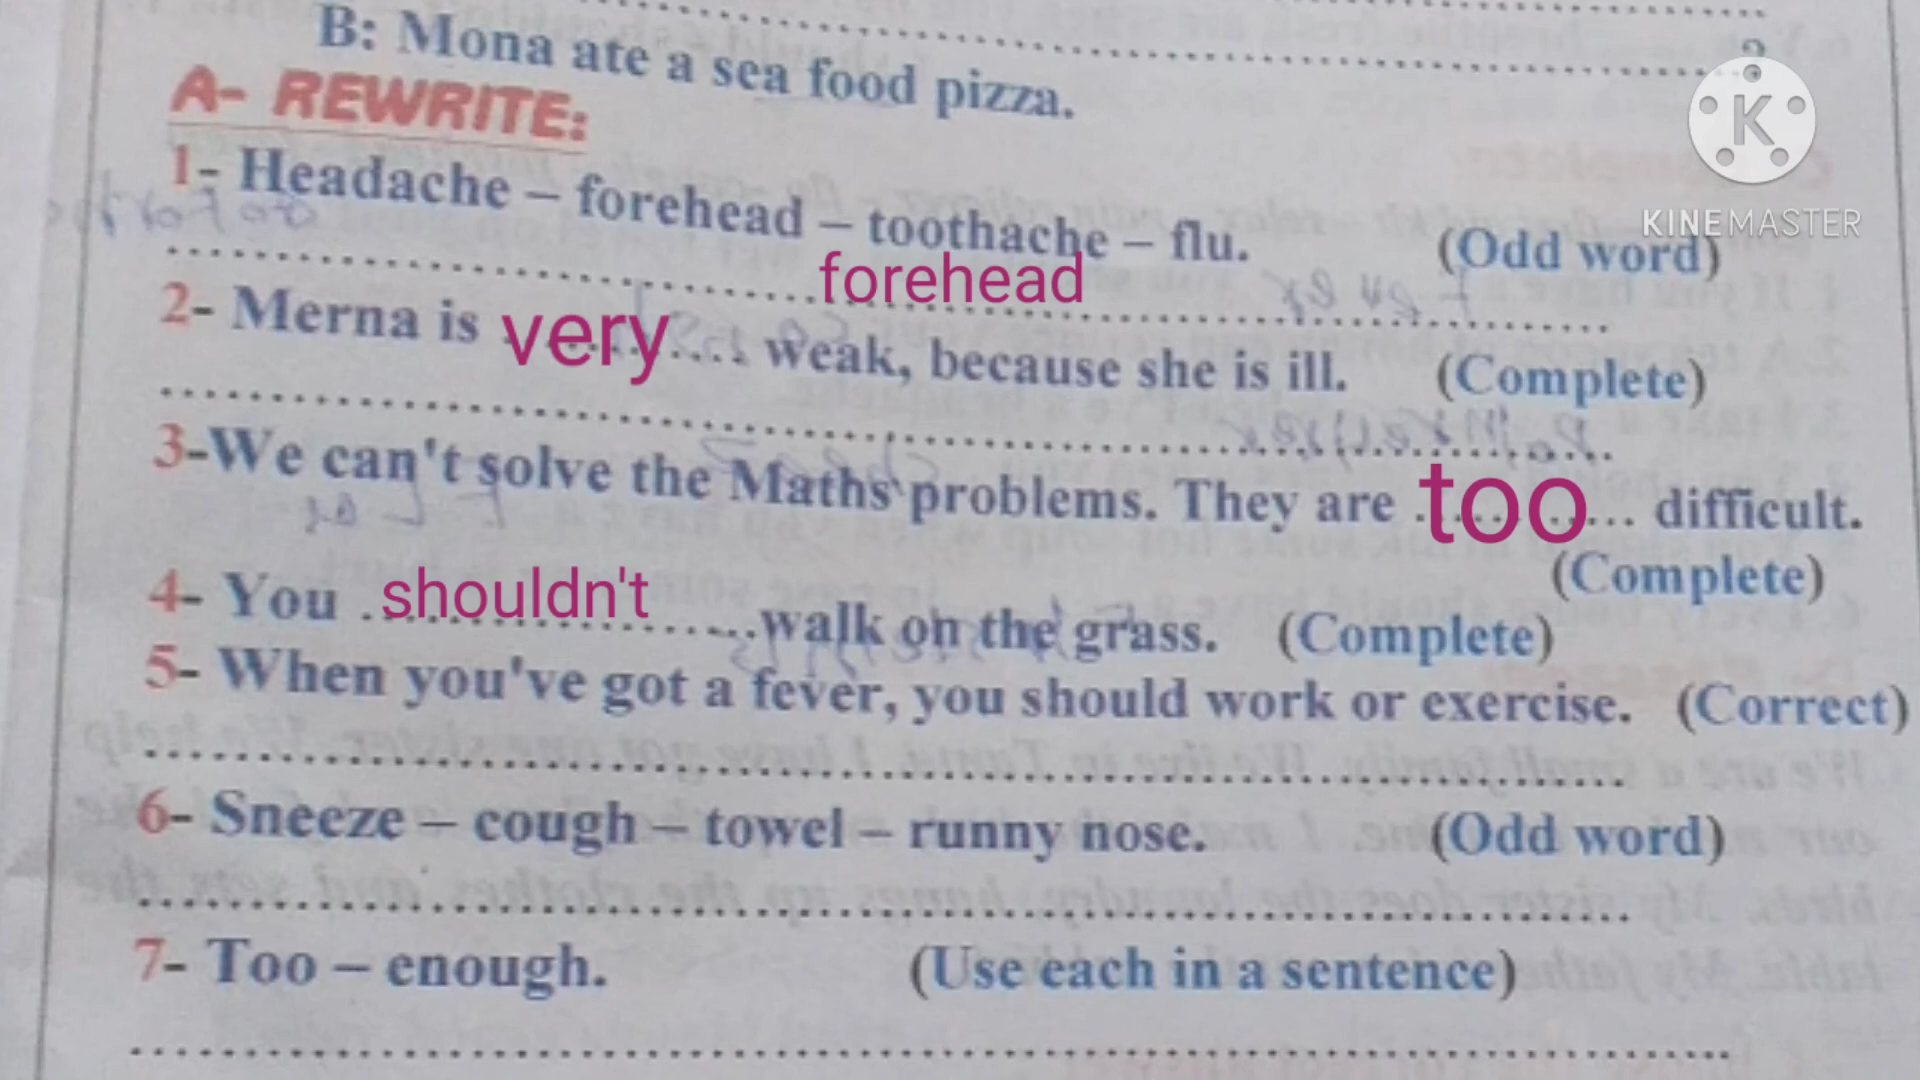 B: Mona ate a sea food pizza.
A- REWRITE:
1- Headache – forehead – toothache – flu. (Odd word)
forehead
2- Merna is very weak, because she is ill. (Complete)
3-We can't solve the Maths problems. They are too difficult.
(Complete)
4- You shouldn't walk on the grass. (Complete)
5- When you've got a fever, you should work or exercise. (Correct)
6- Sneeze – cough – towel – runny nose. (Odd word)
7- Too – enough. (Use each in a sentence)
K
KINEMASTER